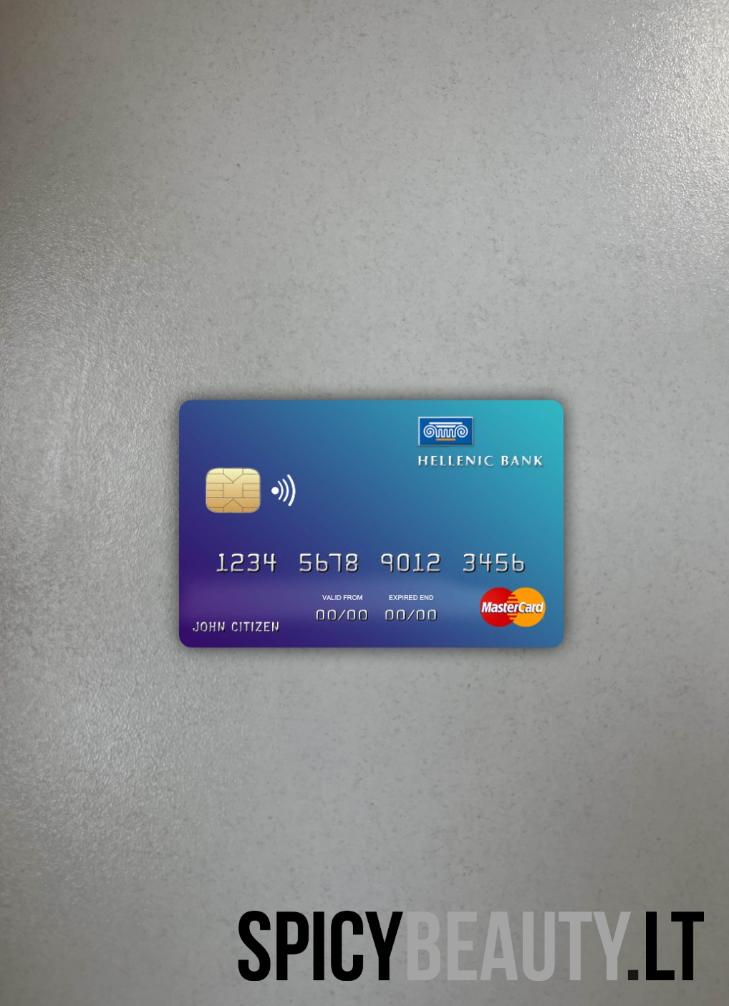 HELLENIC BANK
1234 5678 9012 3456
VALID FROM EXPIRED END
00/00 00/00
MasterCard
JOHN CITIZEN
SPICYBEAUTY.LT